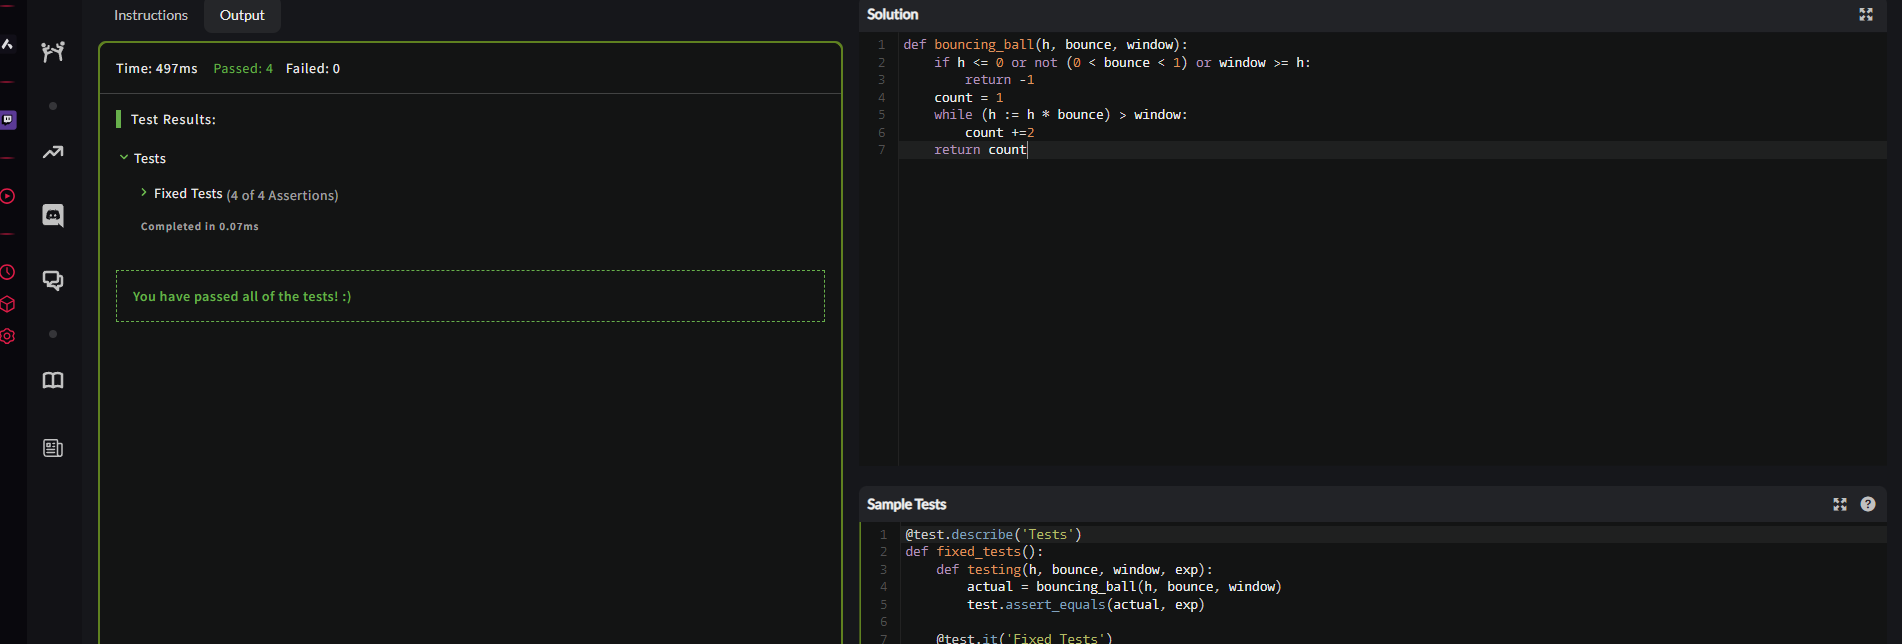 Instructions
Output
Time: 497ms Passed: 4 Failed: 0
Test Results:
Tests
Fixed Tests (4 of 4 Assertions)
Completed in 0.07ms
You have passed all of the tests! :)
Solution
1 def bouncing_ball(h, bounce, window):
2     if h <= 0 or not (0 < bounce < 1) or window >= h:
3         return -1
4     count = 1
5     while (h := h * bounce) > window:
6         count +=2
7     return count
Sample Tests
?
1 @test.describe('Tests')
2 def fixed_tests():
3     def testing(h, bounce, window, exp):
4         actual = bouncing_ball(h, bounce, window)
5         test.assert_equals(actual, exp)
6
7     @test.it('Fixed Tests')